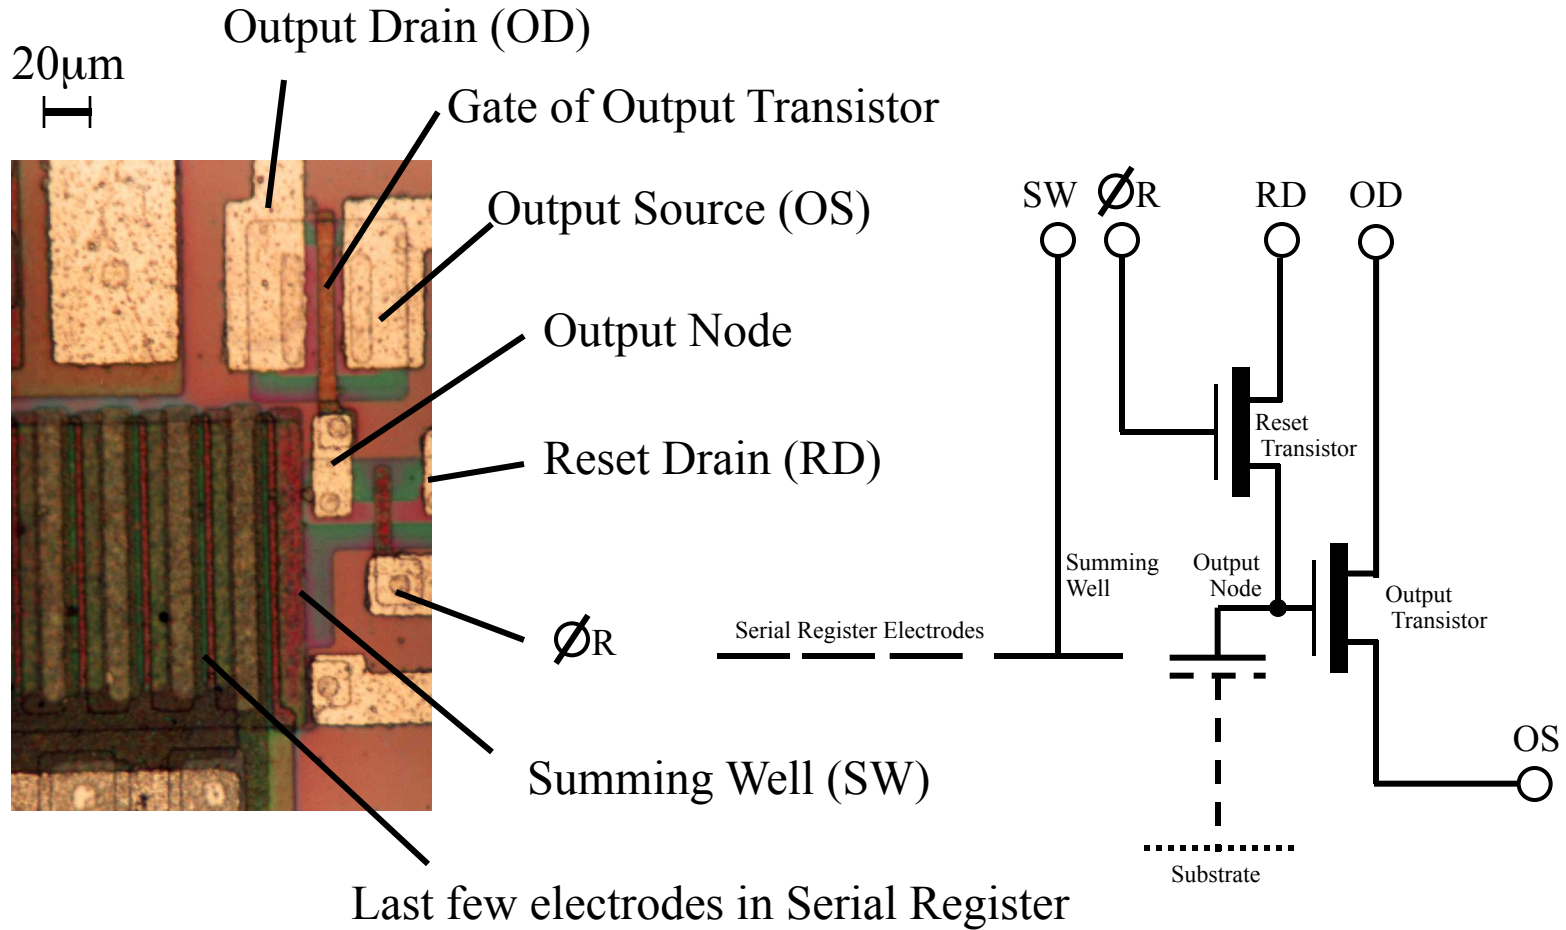 Output Drain (OD)
20μm
Gate of Output Transistor
Output Source (OS)
Output Node
Reset Drain (RD)
∅R
Summing Well (SW)
Last few electrodes in Serial Register
SW
∅R
RD
OD
Reset
Transistor
Summing
Well
Output
Node
Output
Transistor
Serial Register Electrodes
OS
Substrate